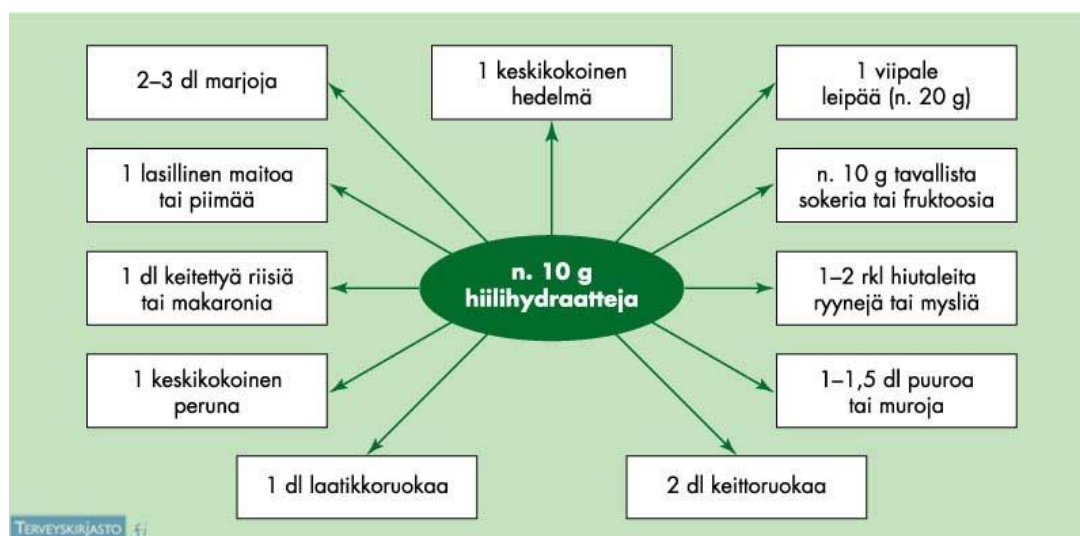 2–3 dl marjoja
1 keskikokoinen
hedelmä
1 viipale
leipää (n. 20 g)
1 lasillinen maitoa
tai piimää
n. 10 g tavallista
sokeria tai fruktoosia
n. 10 g
hiilihydraatteja
1 dl keitettyä riisiä
tai makaronia
1–2 rkl hiutaleita
ryynejä tai mysliä
1 keskikokoinen
peruna
1–1,5 dl puuroa
tai muroja
1 dl laatikkoruokaa
2 dl keittoruokaa
TERVEYSKIRJASTO fi